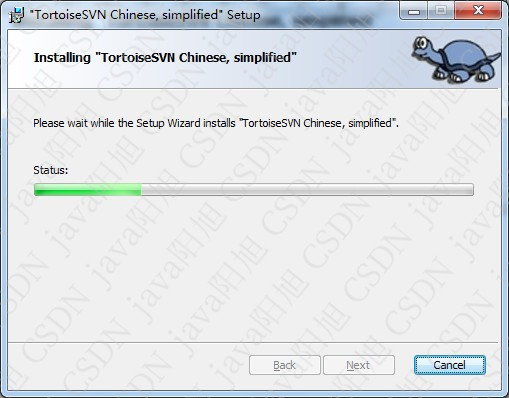 "TortoiseSVN Chinese, simplified" Setup
Installing "TortoiseSVN Chinese, simplified"
Please wait while the Setup Wizard installs "TortoiseSVN Chinese, simplified".
Status:
Back
Next
Cancel
CSDN java阳旭